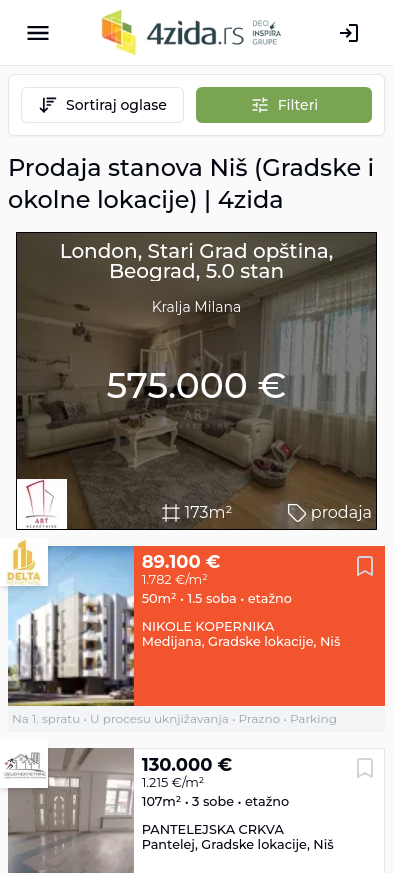 4zida.rs DEO INSPIRA GRUPE
Sortiraj oglase
Filteri
Prodaja stanova Niš (Gradske i
okolne lokacije) | 4zida
London, Stari Grad opština,
Beograd, 5.0 stan
Kralja Milana
575.000 €
ART
ART
NEKRETNINE
173m²
prodaja
DELTA
89.100 €
1.782 €/m²
50m² • 1.5 soba • etažno
NIKOLE KOPERNIKA
Medijana, Gradske lokacije, Niš
Na 1. spratu • U procesu uknjižavanja • Prazno • Parking
130.000 €
1.215 €/m²
107m² • 3 sobe • etažno
PANTELEJSKA CRKVA
Pantelej, Gradske lokacije, Niš